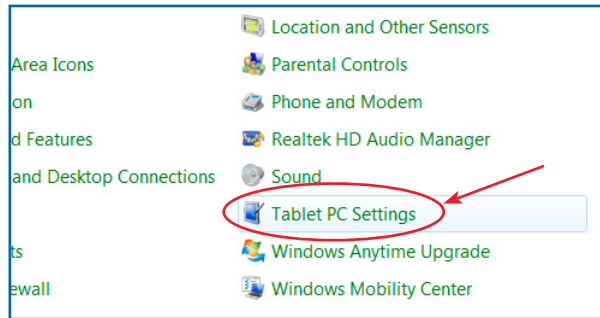 Location and Other Sensors
Area Icons
Parental Controls
on
Phone and Modem
d Features
Realtek HD Audio Manager
and Desktop Connections
Sound
Tablet PC Settings
ts
Windows Anytime Upgrade
ewall
Windows Mobility Center